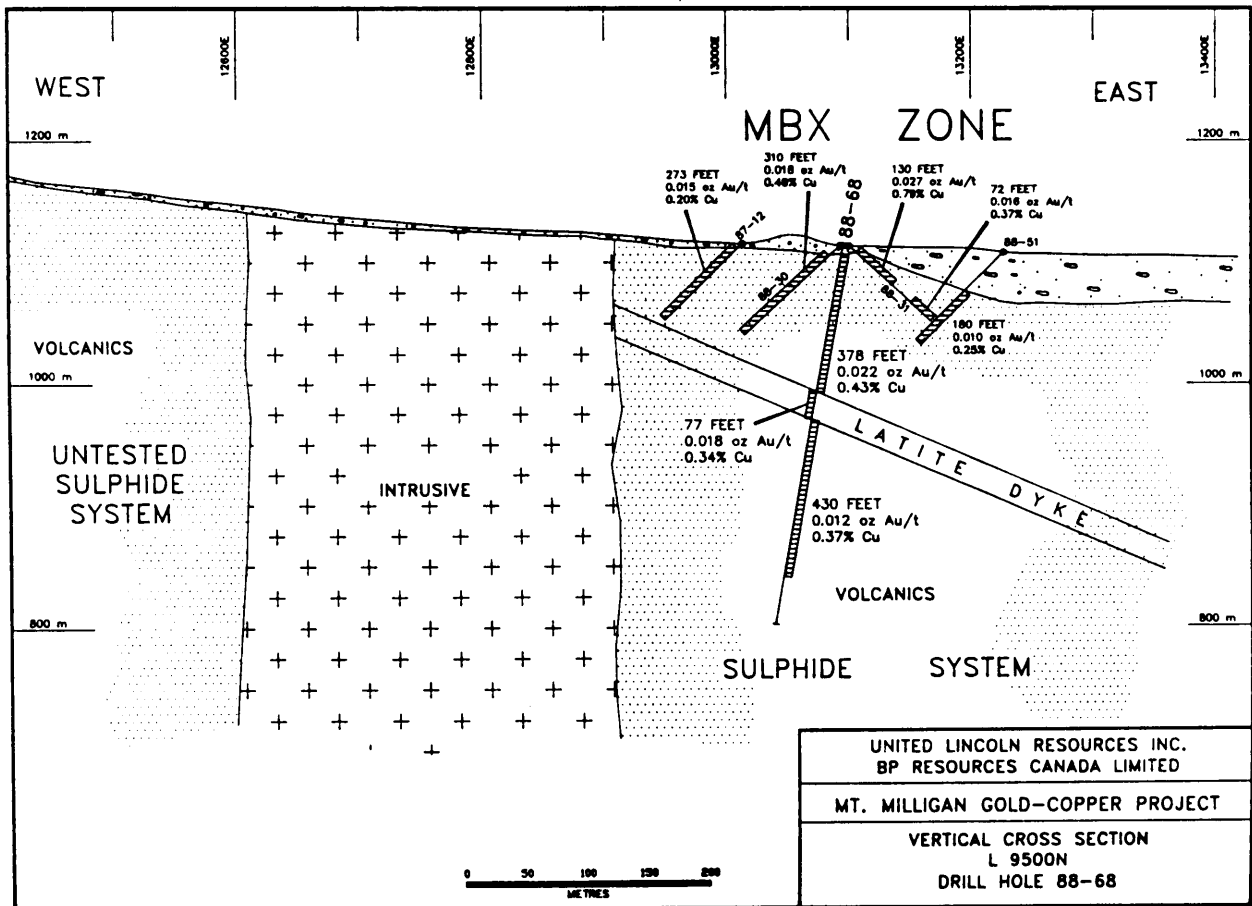 12600E
12800E
13000E
13200E
13400E
WEST
EAST
MBX ZONE
1200 m
1200 m
273 FEET
0.015 oz Au/t
0.20% Cu
310 FEET
0.018 oz Au/t
0.48% Cu
88-68
130 FEET
0.027 oz Au/t
0.79% Cu
72 FEET
0.016 oz Au/t
0.37% Cu
87-12
88-51
88-30
88-31
180 FEET
0.010 oz Au/t
0.25% Cu
VOLCANICS
1000 m
1000 m
378 FEET
0.022 oz Au/t
0.43% Cu
77 FEET
0.018 oz Au/t
0.34% Cu
LATITE DYKE
UNTESTED
SULPHIDE
SYSTEM
INTRUSIVE
430 FEET
0.012 oz Au/t
0.37% Cu
VOLCANICS
800 m
800 m
SULPHIDE SYSTEM
UNITED LINCOLN RESOURCES INC.
BP RESOURCES CANADA LIMITED
MT. MILLIGAN GOLD-COPPER PROJECT
VERTICAL CROSS SECTION
L 9500N
DRILL HOLE 88-68
0 50 100 150 200
METRES